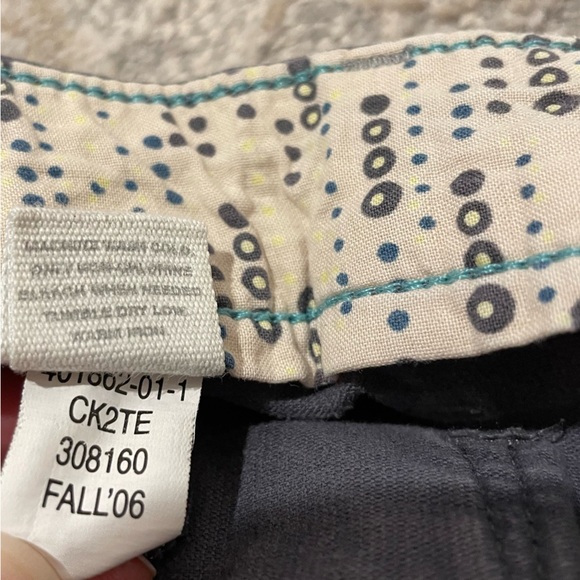 MACHINE WASH COLD
ONLY NON-CHLORINE
BLEACH WHEN NEEDED
TUMBLE DRY LOW
WARM IRON
401862-01-1
CK2TE
308160
FALL'06